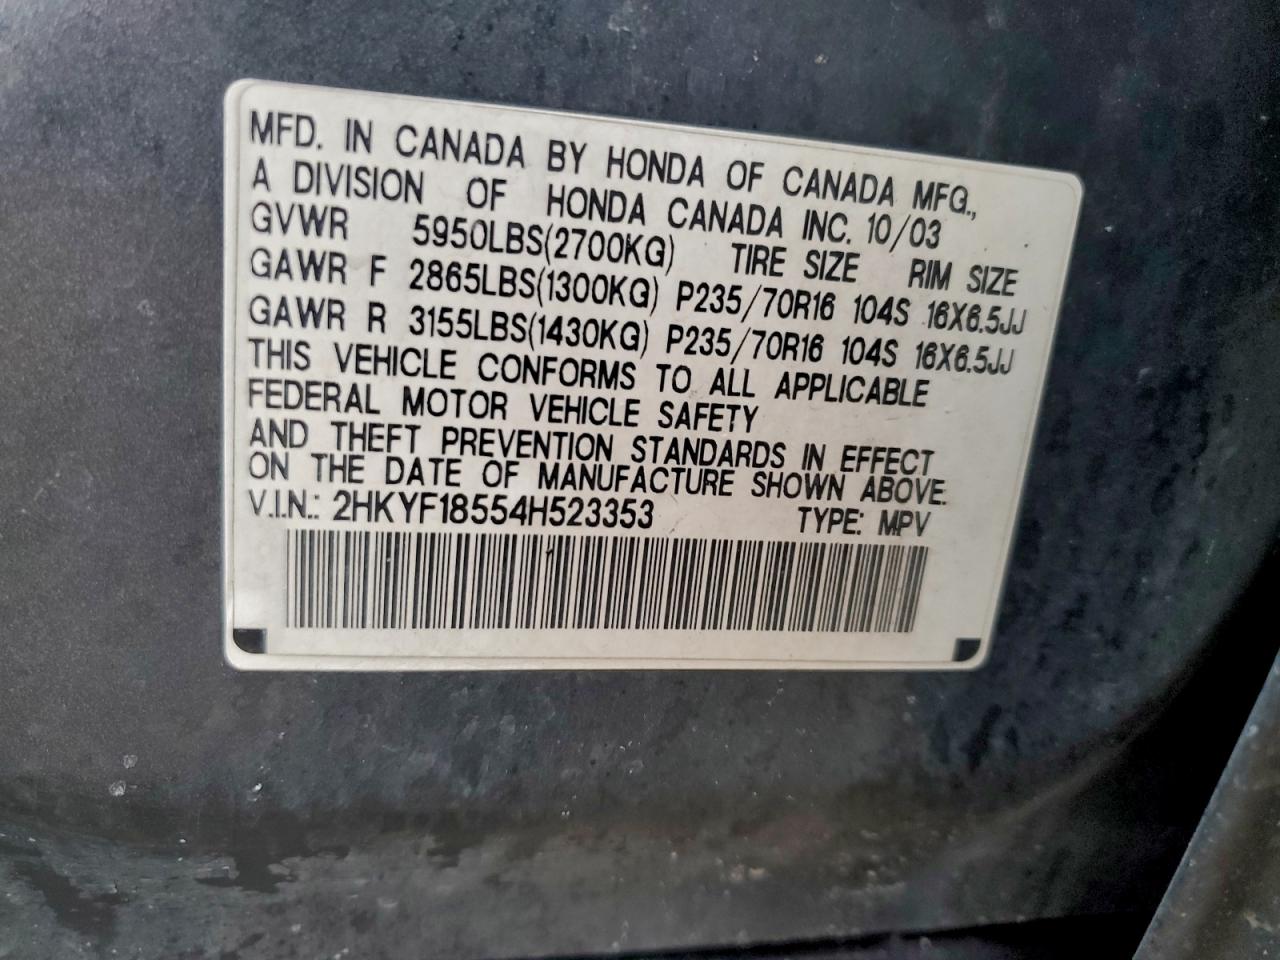 MFD. IN CANADA BY HONDA OF CANADA MFG.,
A DIVISION OF HONDA CANADA INC. 10/03
GVWR 5950LBS(2700KG) TIRE SIZE RIM SIZE
GAWR F 2865LBS(1300KG) P235/70R16 104S 16X6.5JJ
GAWR R 3155LBS(1430KG) P235/70R16 104S 16X6.5JJ
THIS VEHICLE CONFORMS TO ALL APPLICABLE
FEDERAL MOTOR VEHICLE SAFETY
AND THEFT PREVENTION STANDARDS IN EFFECT
ON THE DATE OF MANUFACTURE SHOWN ABOVE.
V.I.N.: 2HKYF18554H523353 TYPE: MPV